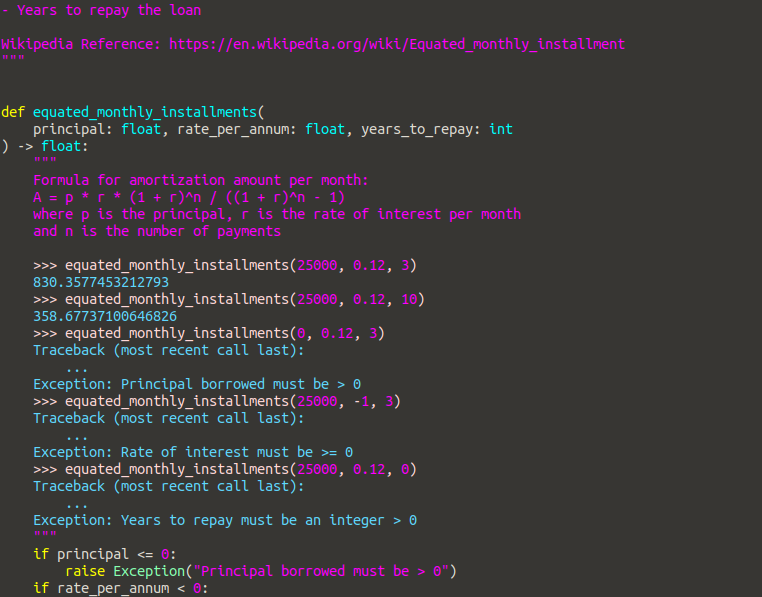 - Years to repay the loan
Wikipedia Reference: https://en.wikipedia.org/wiki/Equated_monthly_installment
"""
def equated_monthly_installments(
    principal: float, rate_per_annum: float, years_to_repay: int
) -> float:
    """
    Formula for amortization amount per month:
    A = p * r * (1 + r)^n / ((1 + r)^n - 1)
    where p is the principal, r is the rate of interest per month
    and n is the number of payments
    >>> equated_monthly_installments(25000, 0.12, 3)
    830.3577453212793
    >>> equated_monthly_installments(25000, 0.12, 10)
    358.67737100646826
    >>> equated_monthly_installments(0, 0.12, 3)
    Traceback (most recent call last):
        ...
    Exception: Principal borrowed must be > 0
    >>> equated_monthly_installments(25000, -1, 3)
    Traceback (most recent call last):
        ...
    Exception: Rate of interest must be >= 0
    >>> equated_monthly_installments(25000, 0.12, 0)
    Traceback (most recent call last):
        ...
    Exception: Years to repay must be an integer > 0
    """
    if principal <= 0:
        raise Exception("Principal borrowed must be > 0")
    if rate_per_annum < 0: